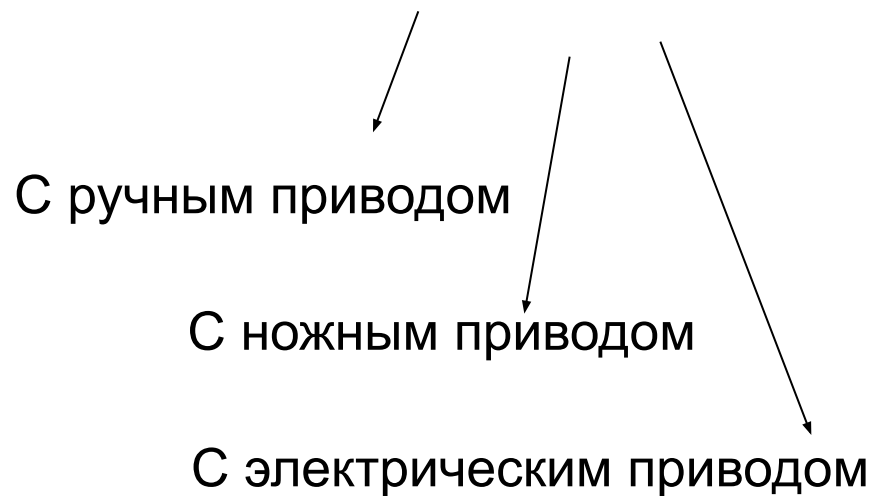 С ручным приводом
С ножным приводом
С электрическим приводом